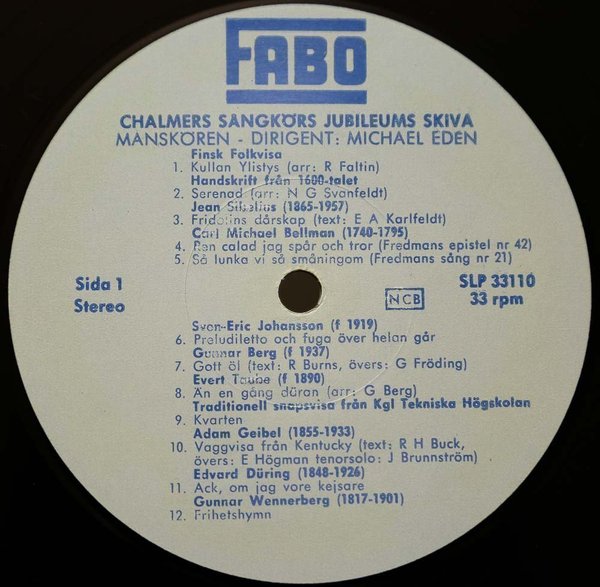 FABO
CHALMERS SÅNGKÖRS JUBILEUMS SKIVA
MANSKÖREN - DIRIGENT: MICHAEL EDEN
Finsk Folkvisa
1. Kullan Ylistys (arr: R Faltin)
Handskrift från 1600-talet
2. Serenad (arr: N G Svanfeldt)
Jean Sibelius (1865-1957)
3. Fridolins dårskap (text: E A Karlfeldt)
Carl Michael Bellman (1740-1795)
4. Ren calad jag spår och tror (Fredmans epistel nr 42)
5. Så lunka vi så småningom (Fredmans sång nr 21)
Sida 1
Stereo
NCB
SLP 33110
33 rpm
Sven-Eric Johansson (f 1919)
6. Preludiletto och fuga över helan går
Gunnar Berg (f 1937)
7. Gott öl (text: R Burns, övers: G Fröding)
Evert Taube (f 1890)
8. Än en gång däran (arr: G Berg)
Traditionell snapsvisa från Kgl Tekniska Högskolan
9. Kvarten
Adam Geibel (1855-1933)
10. Vaggvisa från Kentucky (text: R H Buck,
övers: E Högman tenorsolo: J Brunnström)
Edvard Düring (1848-1926)
11. Ack, om jag vore kejsare
Gunnar Wennerberg (1817-1901)
12. Frihetshymn